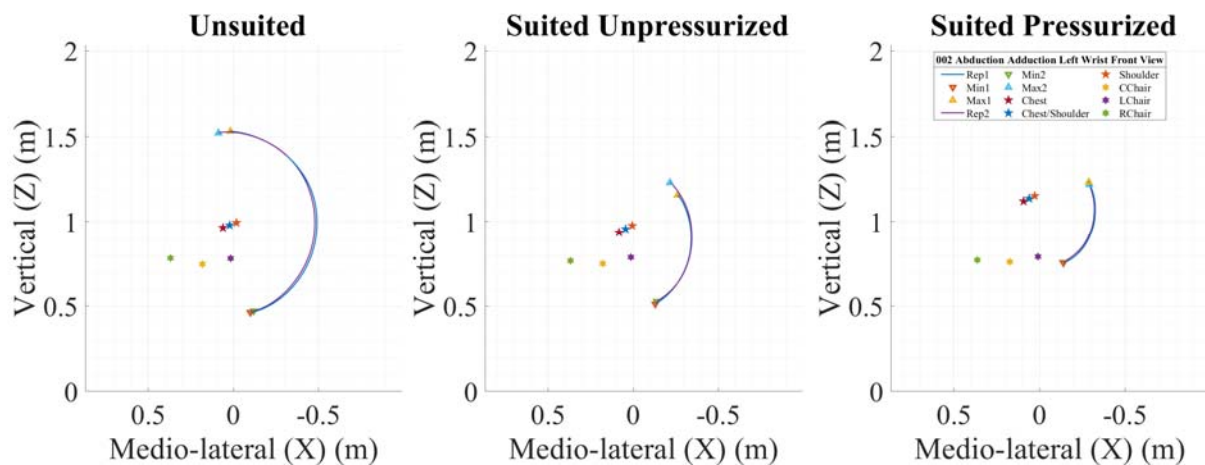 Unsuited
Suited Unpressurized
Suited Pressurized
Vertical (Z) (m)
2
1.5
1
0.5
0
0.5
0
-0.5
Medio-lateral (X) (m)
Vertical (Z) (m)
2
1.5
1
0.5
0
0.5
0
-0.5
Medio-lateral (X) (m)
Vertical (Z) (m)
2
1.5
1
0.5
0
0.5
0
-0.5
Medio-lateral (X) (m)
002 Abduction Adduction Left Wrist Front View
Rep1 Min2 Shoulder
Min1 Max2 CChair
Max1 Chest LChair
Rep2 Chest/Shoulder RChair